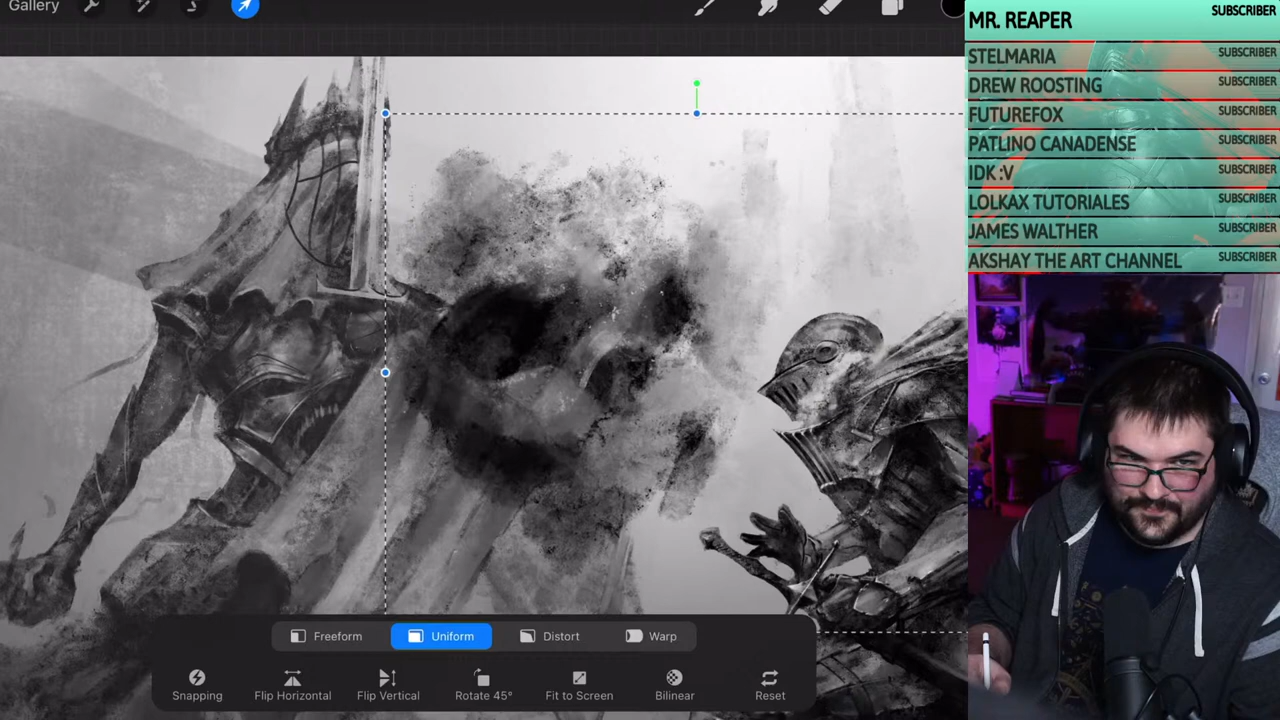 Gallery
MR. REAPER SUBSCRIBER
STELMARIA SUBSCRIBER
DREW ROOSTING SUBSCRIBER
FUTUREFOX SUBSCRIBER
PATLINO CANADENSE SUBSCRIBER
IDK :V SUBSCRIBER
LOLKAX TUTORIALES SUBSCRIBER
JAMES WALTHER SUBSCRIBER
AKSHAY THE ART CHANNEL SUBSCRIBER
Freeform Uniform Distort Warp
Snapping Flip Horizontal Flip Vertical Rotate 45° Fit to Screen Bilinear Reset